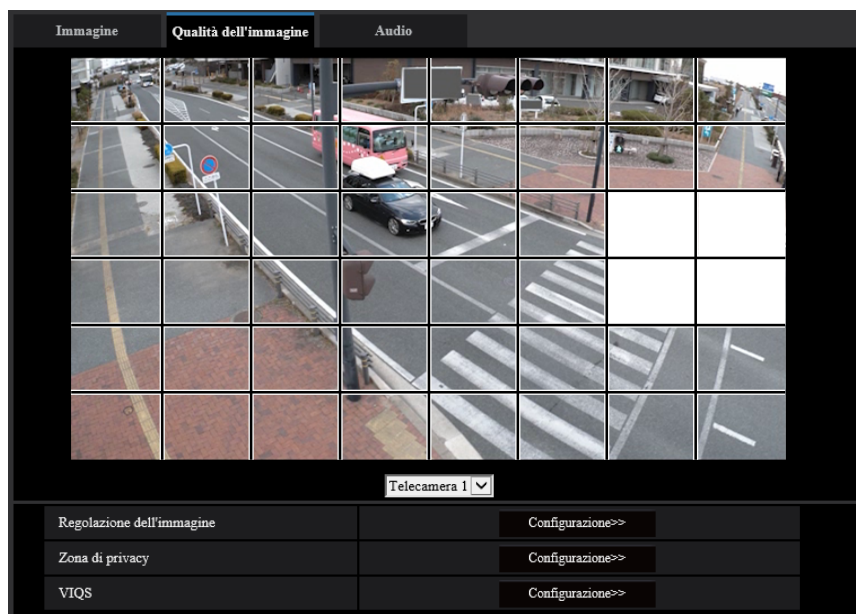 Immagine Qualità dell'immagine Audio
Telecamera 1
Regolazione dell'immagine Configurazione>>
Zona di privacy Configurazione>>
VIQS Configurazione>>